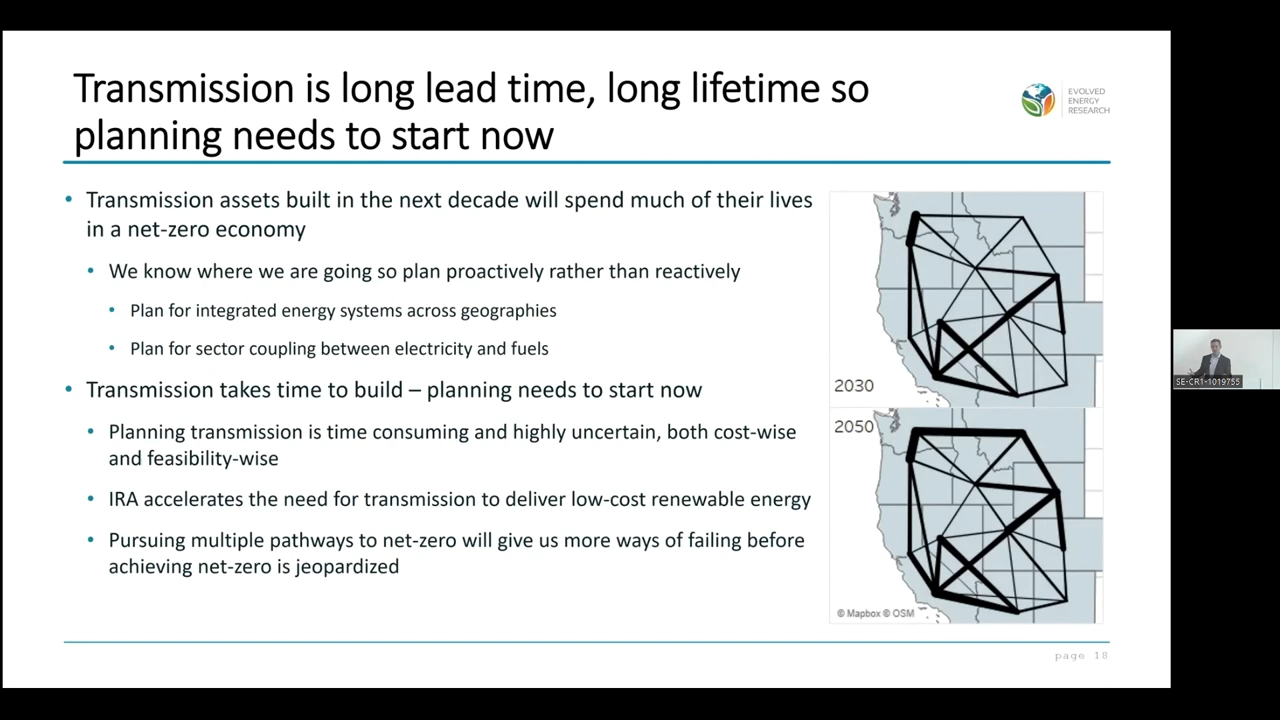 Transmission is long lead time, long lifetime so
planning needs to start now
EVOLVED
ENERGY
RESEARCH
• Transmission assets built in the next decade will spend much of their lives
in a net-zero economy
• We know where we are going so plan proactively rather than reactively
• Plan for integrated energy systems across geographies
• Plan for sector coupling between electricity and fuels
• Transmission takes time to build – planning needs to start now
• Planning transmission is time consuming and highly uncertain, both cost-wise
and feasibility-wise
• IRA accelerates the need for transmission to deliver low-cost renewable energy
• Pursuing multiple pathways to net-zero will give us more ways of failing before
achieving net-zero is jeopardized
2030
2050
© Mapbox © OSM
page 18
SE-CR1-1019755